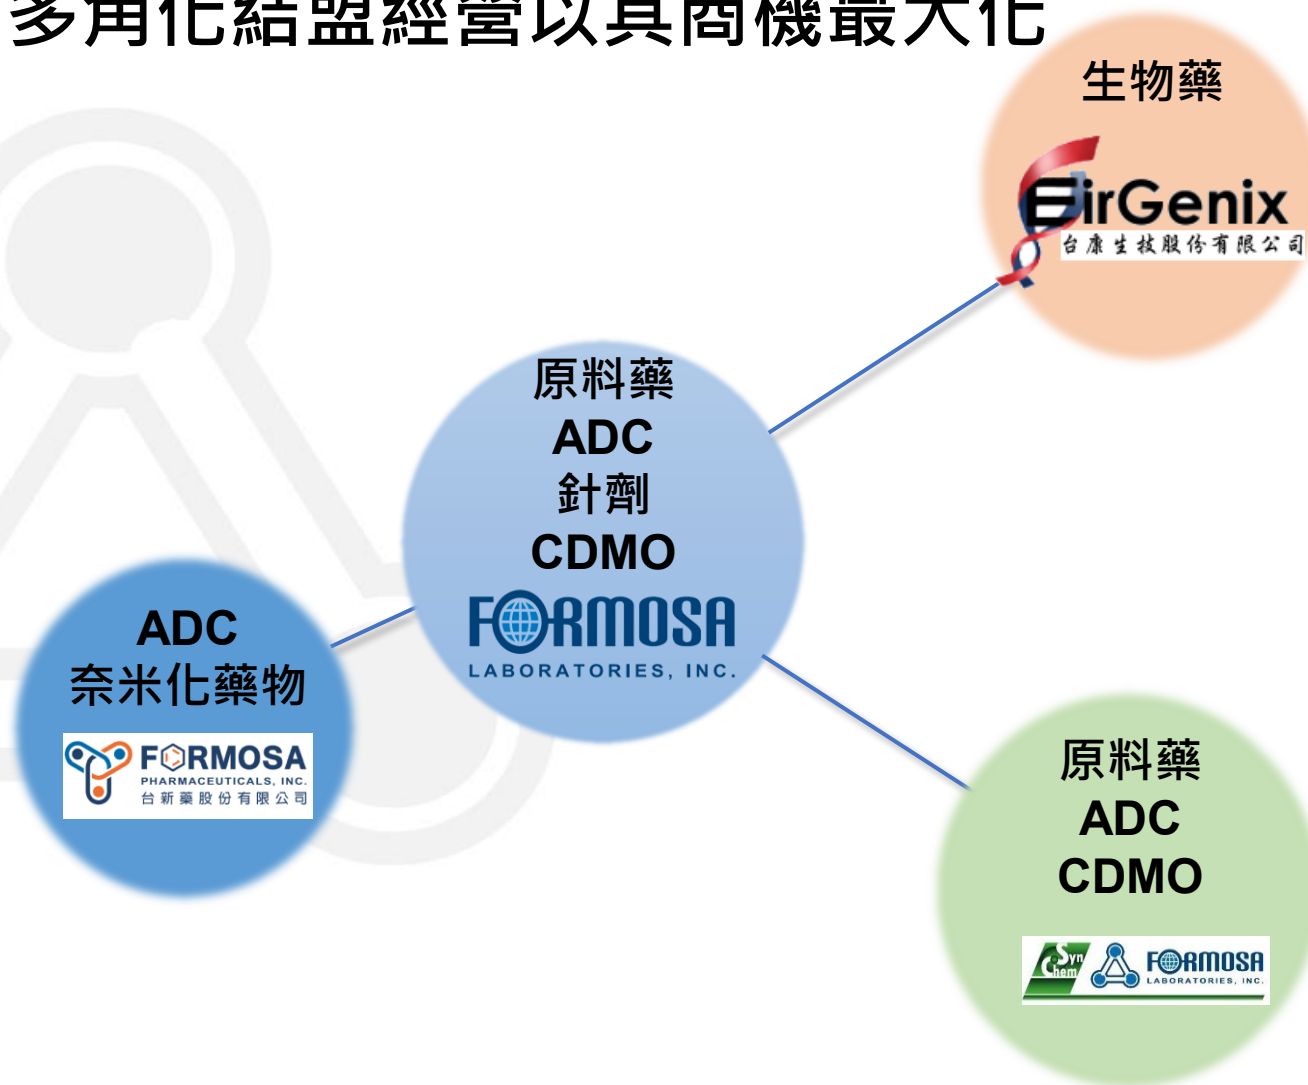 多角化結盟經營以其商機最大化
生物藥
EirGenix
台康生技股份有限公司
原料藥
ADC
針劑
CDMO
FORMOSA
LABORATORIES, INC.
ADC
奈米化藥物
FORMOSA
PHARMACEUTICALS, INC.
台新藥股份有限公司
原料藥
ADC
CDMO
SynChem
FORMOSA
LABORATORIES, INC.